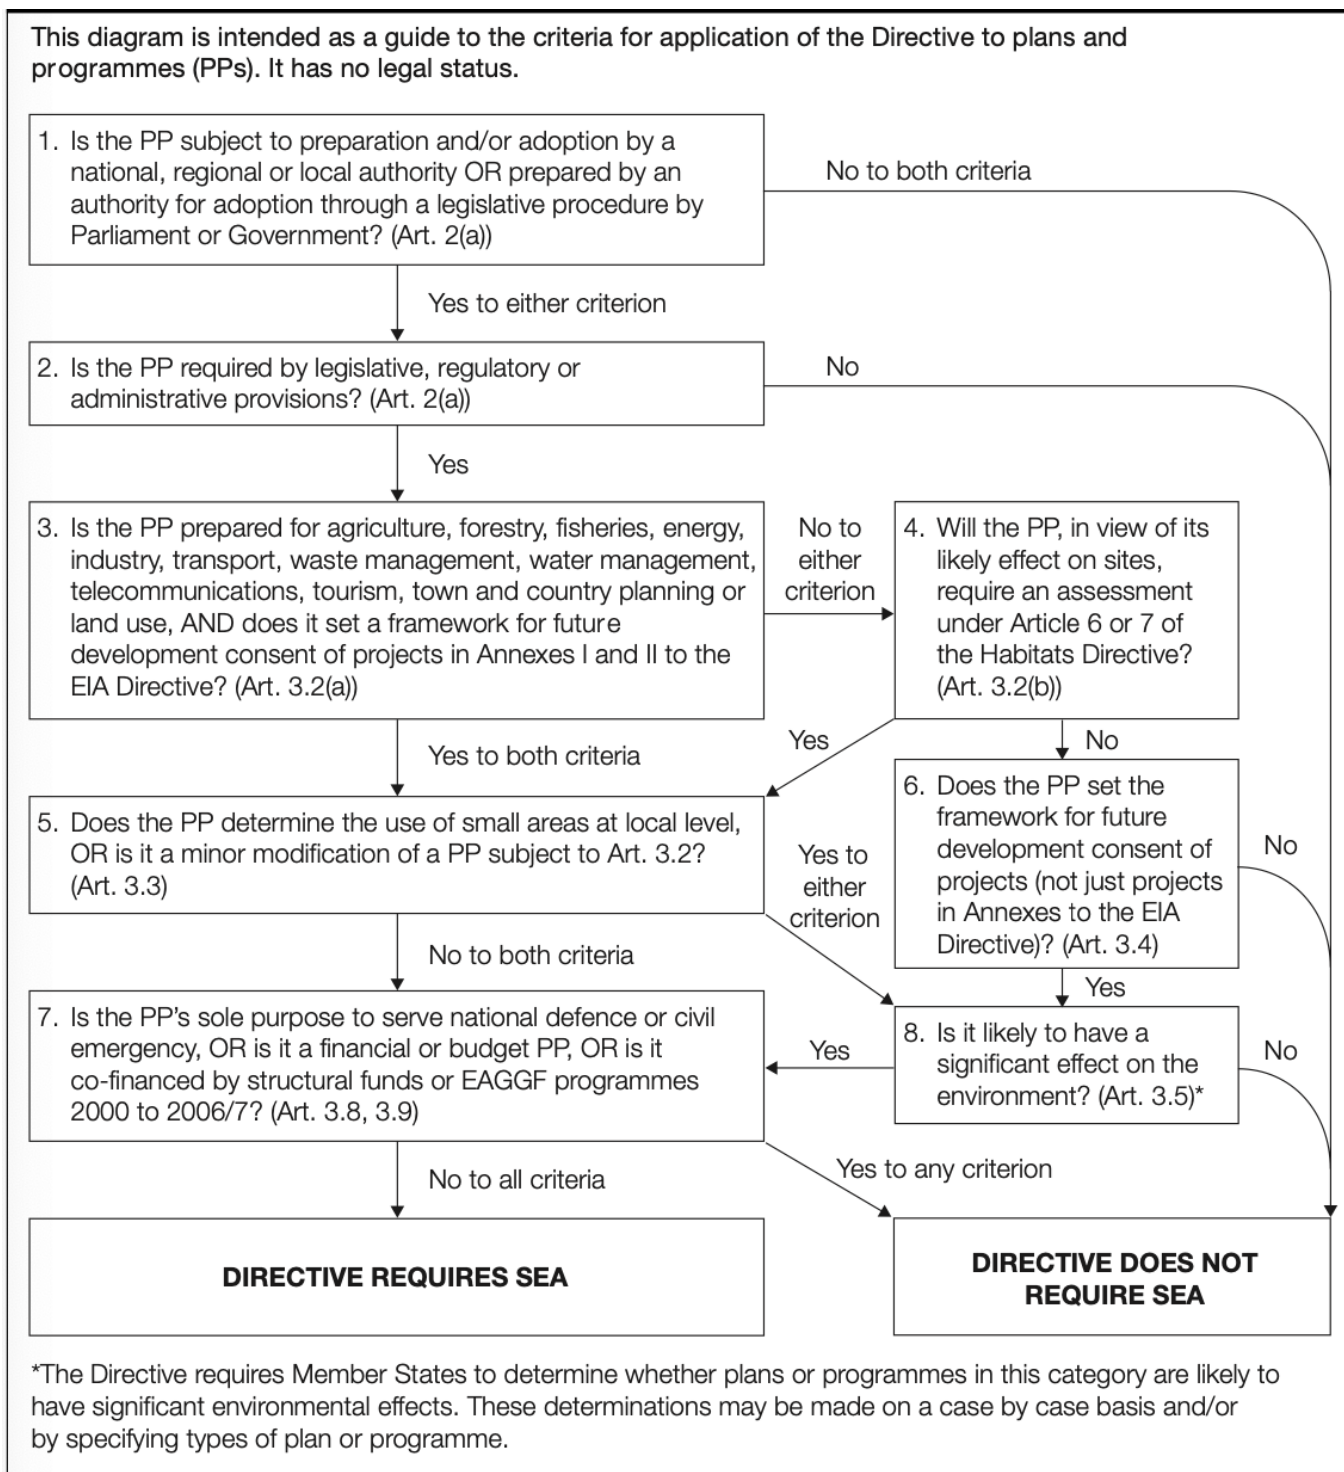 This diagram is intended as a guide to the criteria for application of the Directive to plans and
programmes (PPs). It has no legal status.
1. Is the PP subject to preparation and/or adoption by a
national, regional or local authority OR prepared by an
authority for adoption through a legislative procedure by
Parliament or Government? (Art. 2(a))
No to both criteria
Yes to either criterion
2. Is the PP required by legislative, regulatory or
administrative provisions? (Art. 2(a))
No
Yes
3. Is the PP prepared for agriculture, forestry, fisheries, energy,
industry, transport, waste management, water management,
telecommunications, tourism, town and country planning or
land use, AND does it set a framework for future
development consent of projects in Annexes I and II to the
EIA Directive? (Art. 3.2(a))
No to
either
criterion
4. Will the PP, in view of its
likely effect on sites,
require an assessment
under Article 6 or 7 of
the Habitats Directive?
(Art. 3.2(b))
Yes to both criteria
Yes
No
5. Does the PP determine the use of small areas at local level,
OR is it a minor modification of a PP subject to Art. 3.2?
(Art. 3.3)
Yes to
either
criterion
6. Does the PP set the
framework for future
development consent of
projects (not just projects
in Annexes to the EIA
Directive)? (Art. 3.4)
No
No to both criteria
Yes
7. Is the PP's sole purpose to serve national defence or civil
emergency, OR is it a financial or budget PP, OR is it
co-financed by structural funds or EAGGF programmes
2000 to 2006/7? (Art. 3.8, 3.9)
Yes
8. Is it likely to have a
significant effect on the
environment? (Art. 3.5)*
No
No to all criteria
Yes to any criterion
DIRECTIVE REQUIRES SEA
DIRECTIVE DOES NOT
REQUIRE SEA
*The Directive requires Member States to determine whether plans or programmes in this category are likely to
have significant environmental effects. These determinations may be made on a case by case basis and/or
by specifying types of plan or programme.